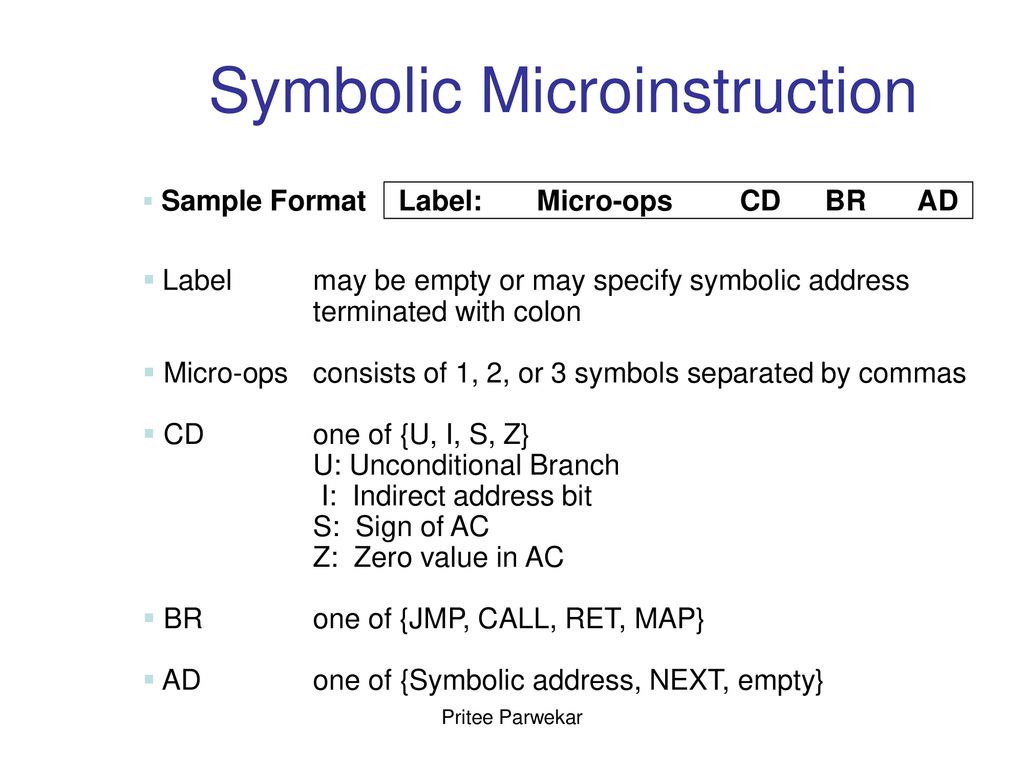 Symbolic Microinstruction
▪ Sample Format Label: Micro-ops CD BR AD
▪ Label may be empty or may specify symbolic address
terminated with colon
▪ Micro-ops consists of 1, 2, or 3 symbols separated by commas
▪ CD one of {U, I, S, Z}
U: Unconditional Branch
I: Indirect address bit
S: Sign of AC
Z: Zero value in AC
▪ BR one of {JMP, CALL, RET, MAP}
▪ AD one of {Symbolic address, NEXT, empty}
Pritee Parwekar